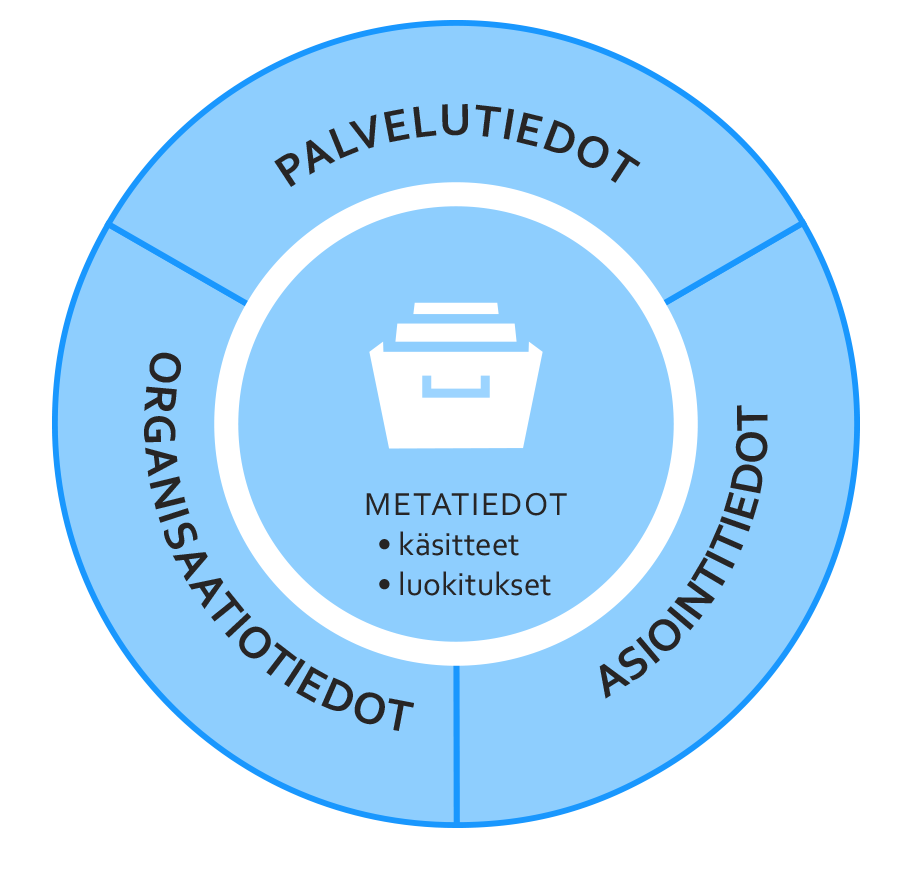 PALVELUTIEDOT
ORGANISAATIOTIEDOT
ASIOINTITIEDOT
METATIEDOT
• käsitteet
• luokitukset